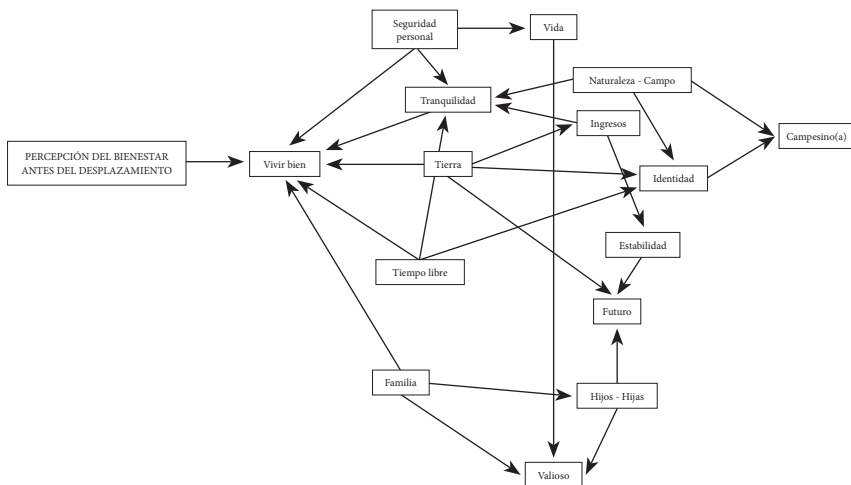 Seguridad
personal
Vida
Naturaleza - Campo
Tranquilidad
Ingresos
Campesino(a)
PERCEPCIÓN DEL BIENESTAR
ANTES DEL DESPLAZAMIENTO
Vivir bien
Tierra
Identidad
Estabilidad
Tiempo libre
Futuro
Familia
Hijos - Hijas
Valioso